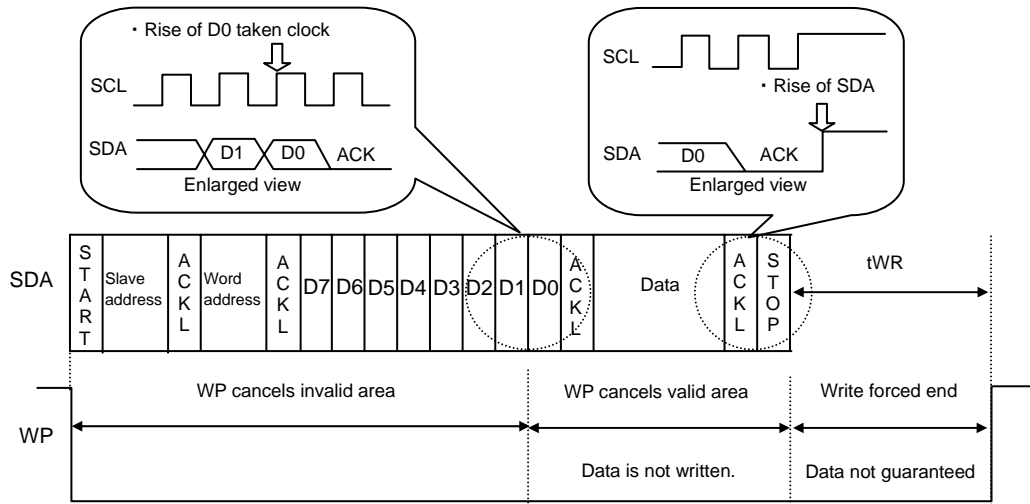 ・Rise of D0 taken clock
SCL
SDA
D1
D0
ACK
Enlarged view
SCL
・Rise of SDA
SDA
D0
ACK
Enlarged view
SDA
START
Slave
address
ACKL
Word
address
ACKL
D7
D6
D5
D4
D3
D2
D1
D0
ACKL
Data
ACKL
STOP
tWR
WP
WP cancels invalid area
WP cancels valid area
Write forced end
Data is not written.
Data not guaranteed